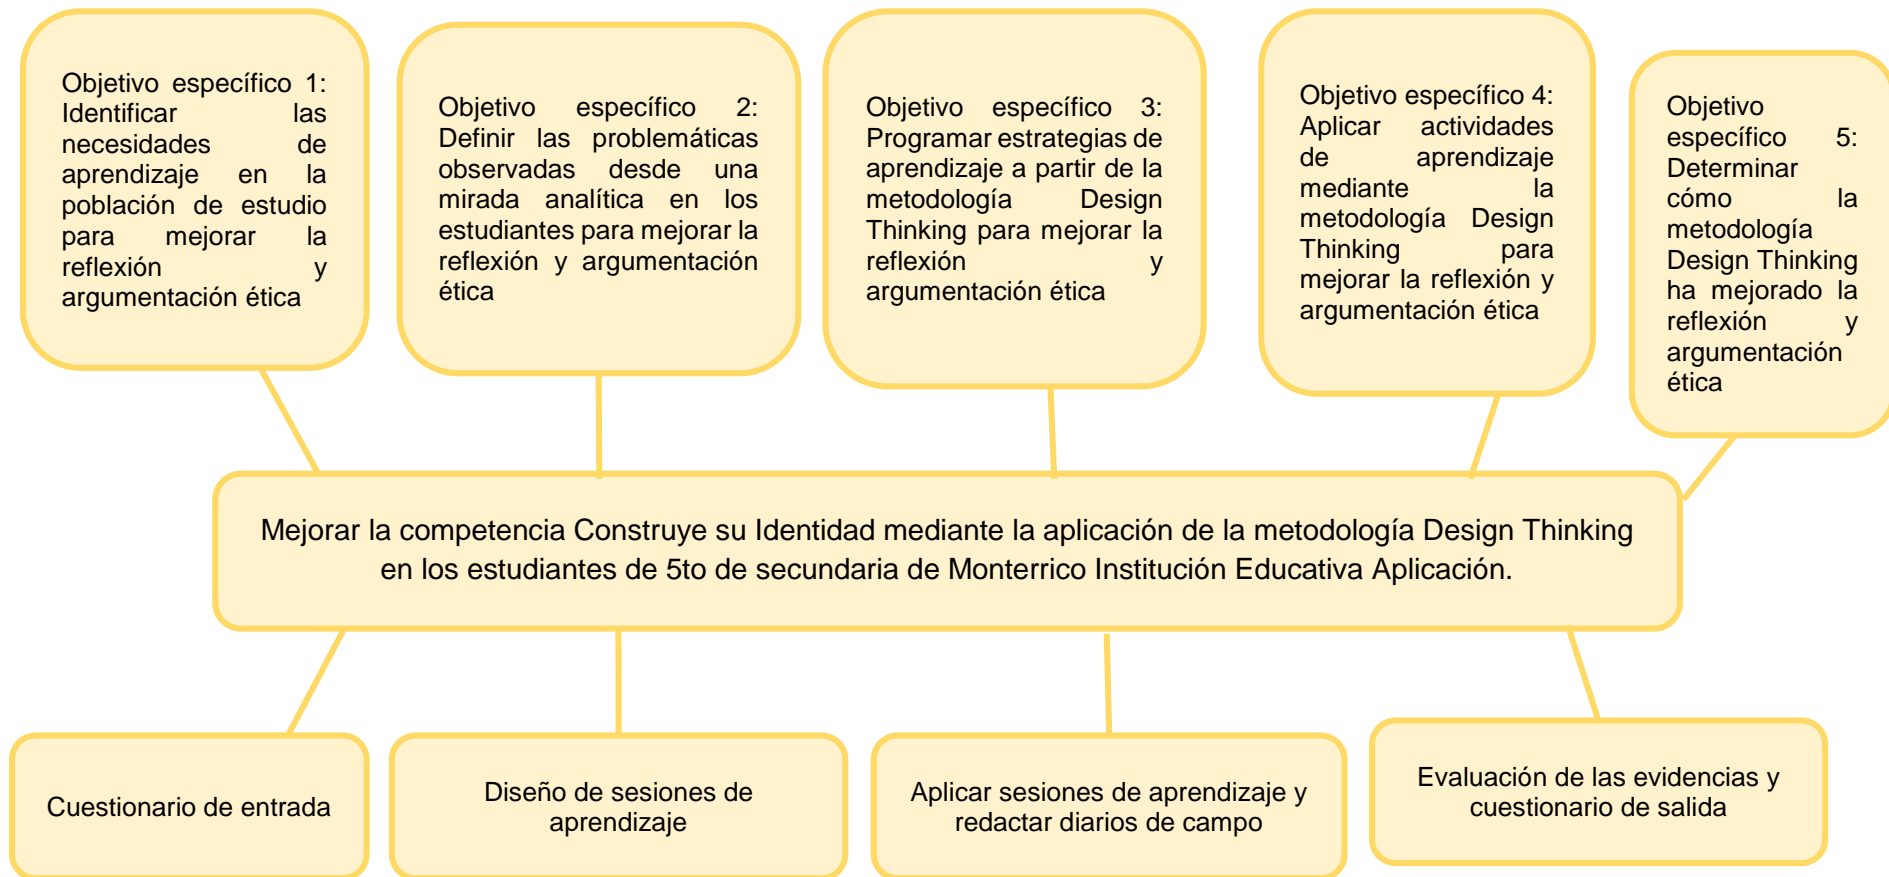 Objetivo específico 1:
Identificar las
necesidades de
aprendizaje en la
población de estudio
para mejorar la
reflexión y
argumentación ética
Objetivo específico 2:
Definir las problemáticas
observadas desde una
mirada analítica en los
estudiantes para mejorar la
reflexión y argumentación
ética
Objetivo específico 3:
Programar estrategias de
aprendizaje a partir de la
metodología Design
Thinking para mejorar la
reflexión y
argumentación ética
Objetivo específico 4:
Aplicar actividades
de aprendizaje
mediante la
metodología Design
Thinking para
mejorar la reflexión y
argumentación ética
Objetivo
específico 5:
Determinar
cómo la
metodología
Design Thinking
ha mejorado la
reflexión y
argumentación
ética
Mejorar la competencia Construye su Identidad mediante la aplicación de la metodología Design Thinking
en los estudiantes de 5to de secundaria de Monterrico Institución Educativa Aplicación.
Cuestionario de entrada
Diseño de sesiones de
aprendizaje
Aplicar sesiones de aprendizaje y
redactar diarios de campo
Evaluación de las evidencias y
cuestionario de salida